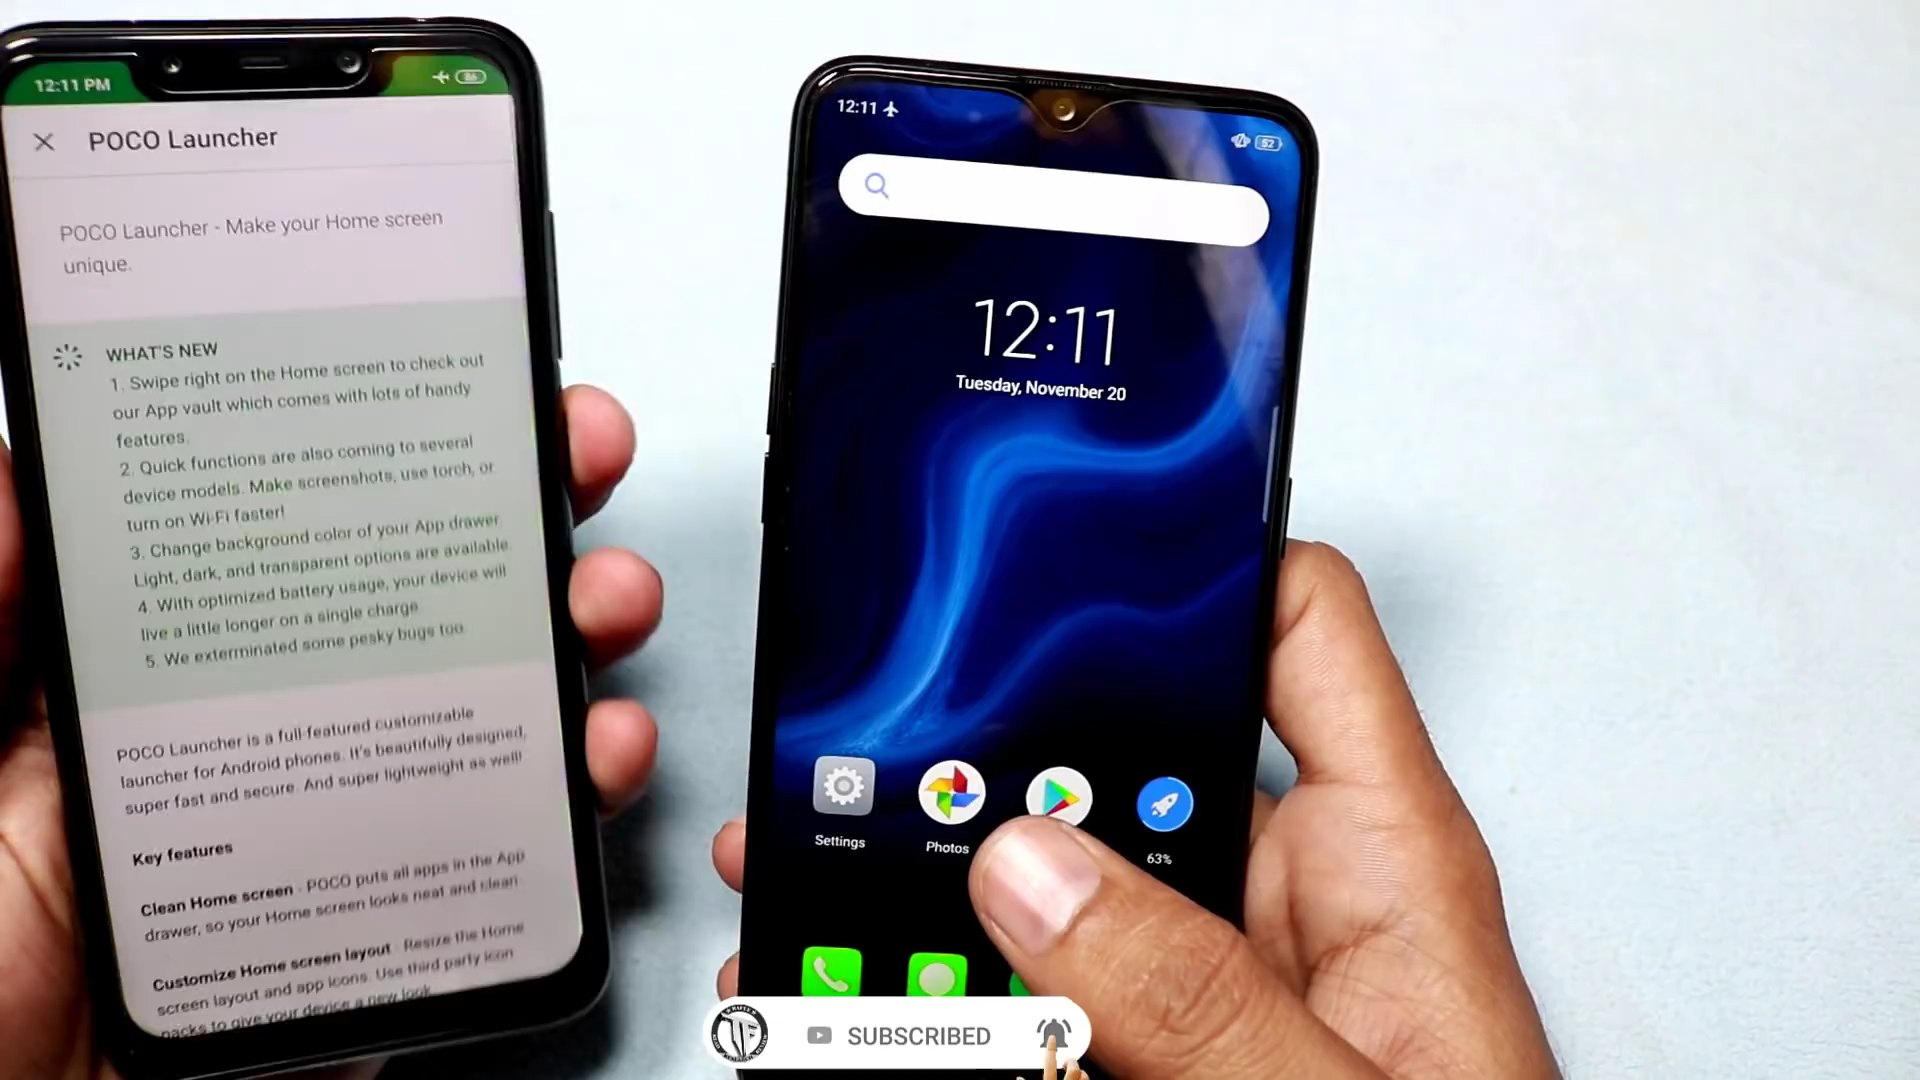 12:11 PM
86
POCO Launcher
POCO Launcher - Make your Home screen
unique.
WHAT'S NEW
1. Swipe right on the Home screen to check out
our App vault which comes with lots of handy
features.
2. Quick functions are also coming to several
device models. Make screenshots, use torch, or
turn on Wi-Fi faster!
3. Change background color of your App drawer.
Light, dark, and transparent options are available.
4. With optimized battery usage, your device will
live a little longer on a single charge.
5. We exterminated some pesky bugs too.
POCO Launcher is a full-featured customizable
launcher for Android phones. It's beautifully designed,
super fast and secure. And super lightweight as well!
Key features
Clean Home screen - POCO puts all apps in the App
drawer, so your Home screen looks neat and clean.
Customize Home screen layout - Resize the Home
screen layout and app icons. Use third party icon
packs to give your device a new look.
12:11
52
12:11
Tuesday, November 20
Settings
Photos
63%
SUBSCRIBED